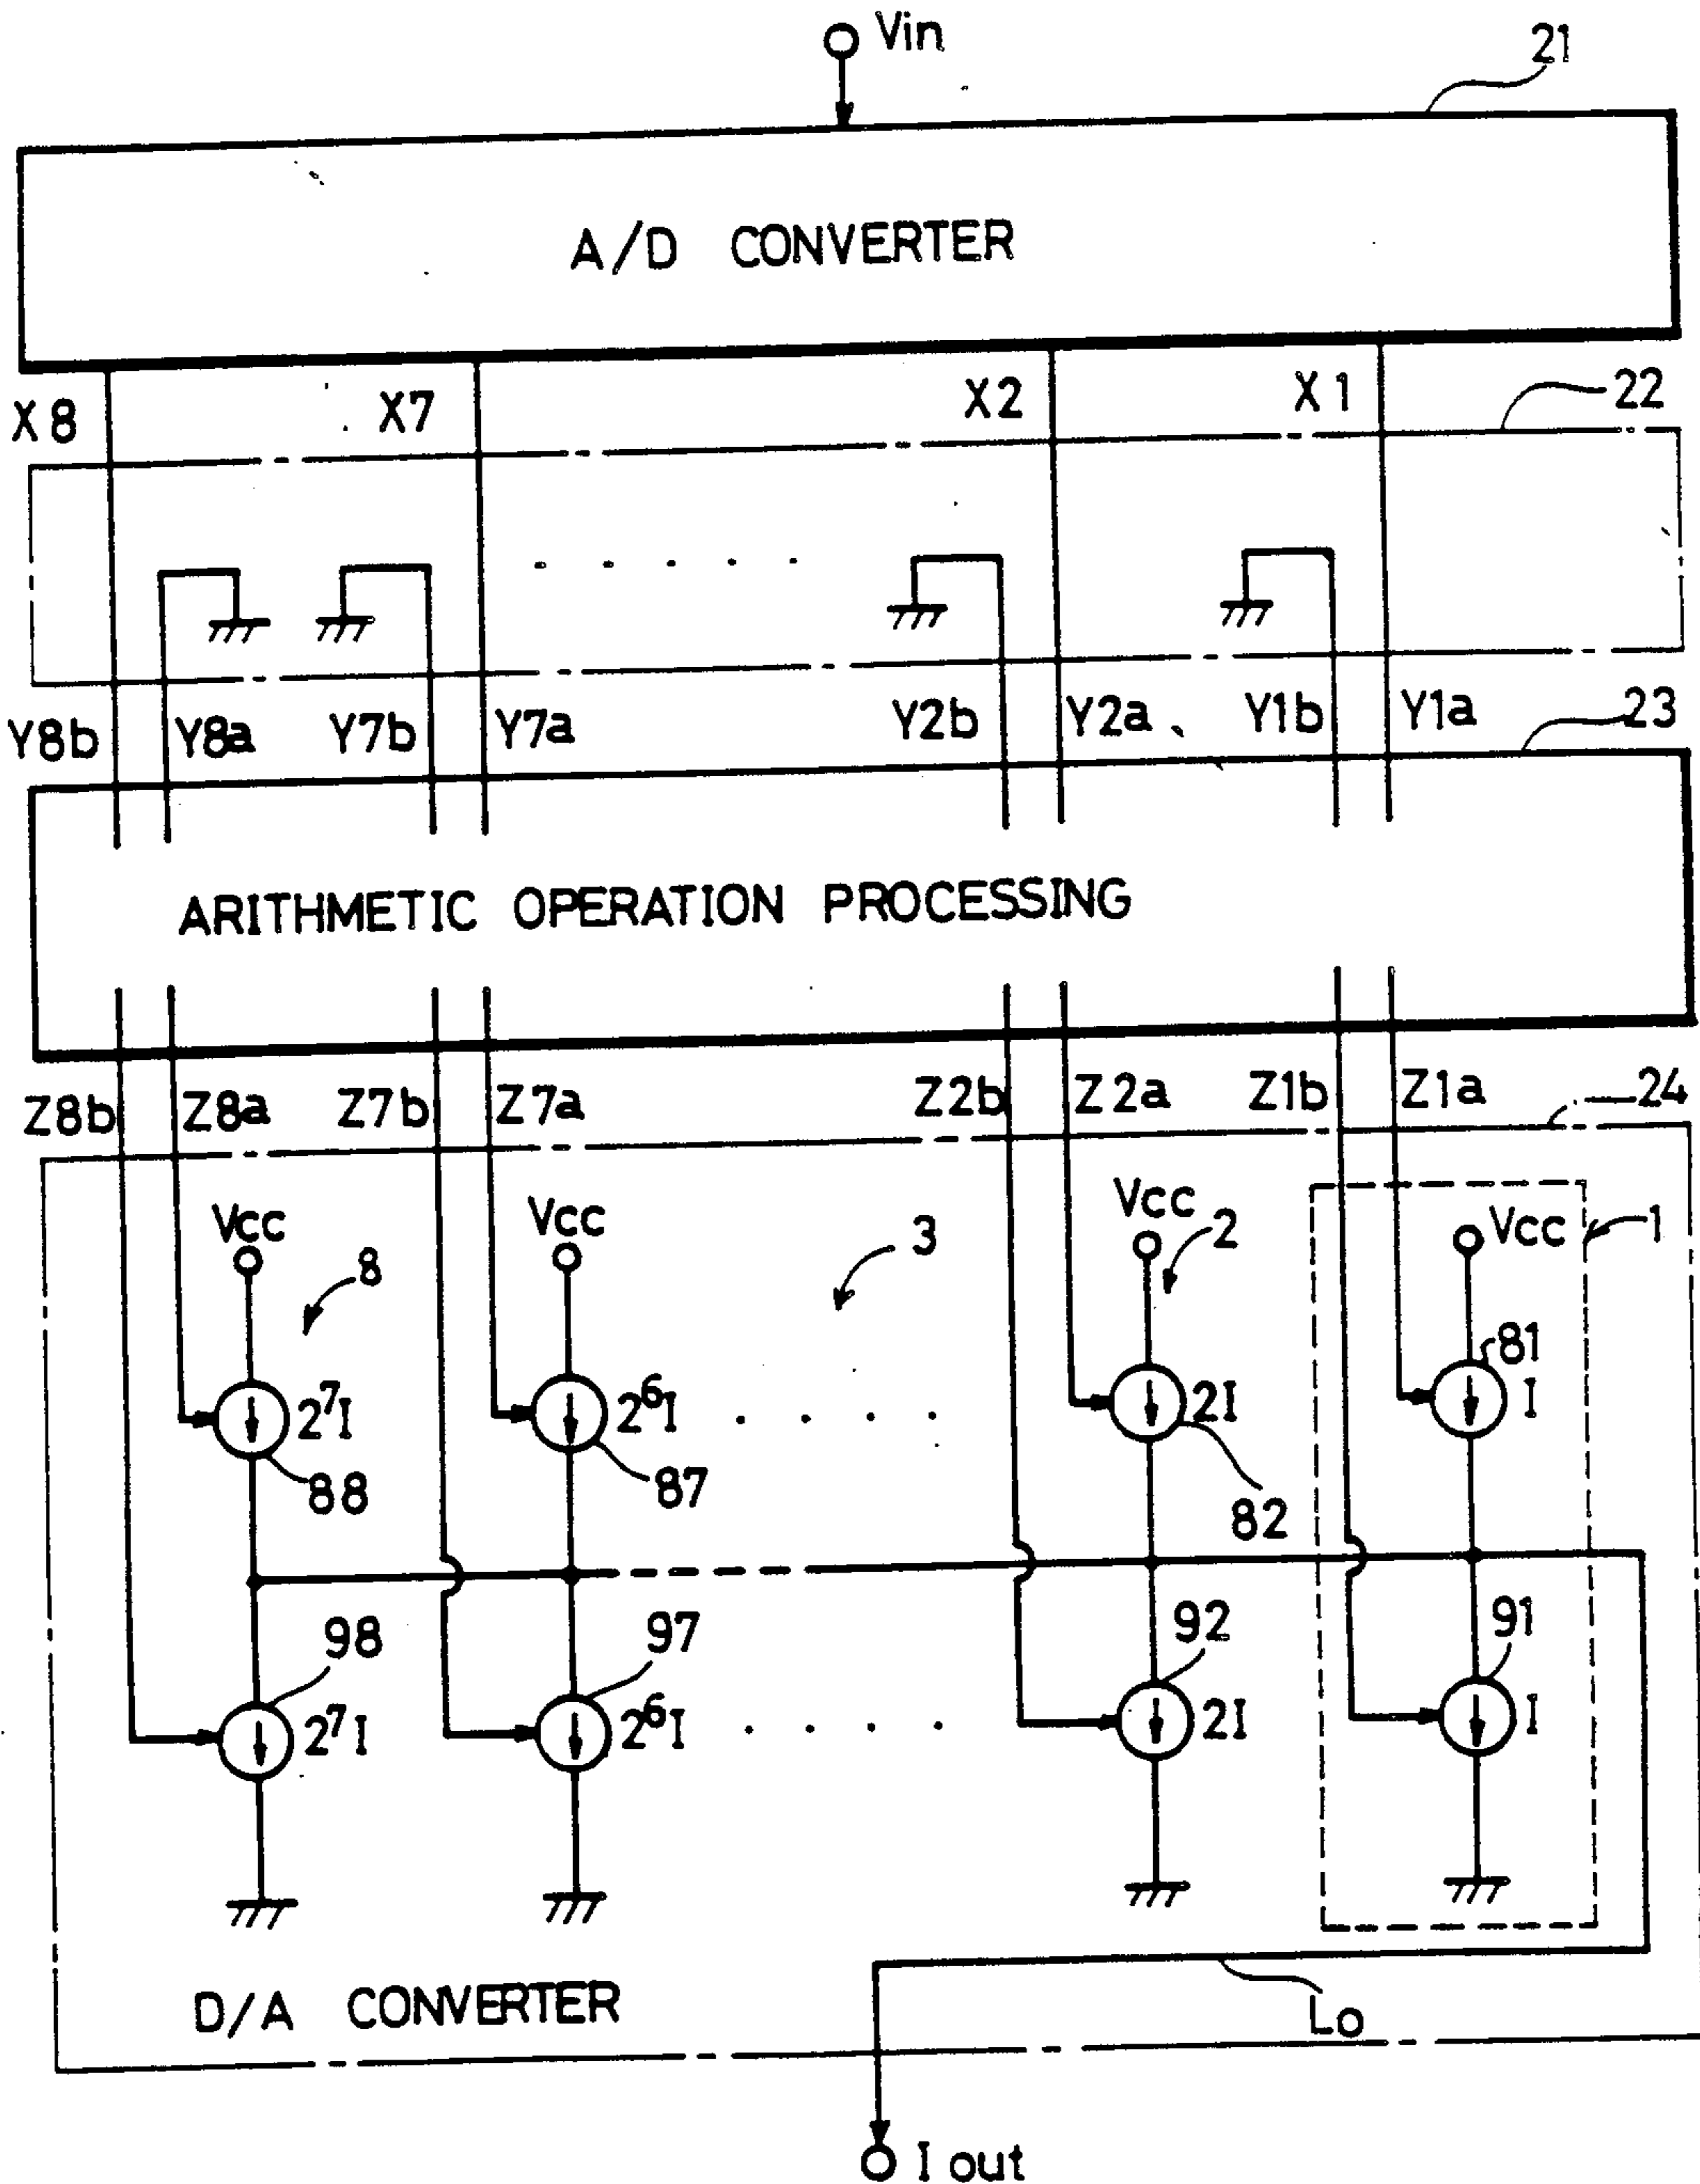 Vin
21
A/D CONVERTER
X8 X7 X2 X1 22
Y8b Y8a Y7b Y7a Y2b Y2a Y1b Y1a 23
ARITHMETIC OPERATION PROCESSING
Z8b Z8a Z7b Z7a Z2b Z2a Z1b Z1a 24
Vcc 8 Vcc 3 Vcc 2 Vcc 1
81
2⁷I 2⁶I 2I I
88 87 82
98 97 92 91
2⁷I 2⁶I 2I I
D/A CONVERTER
Lo
I out